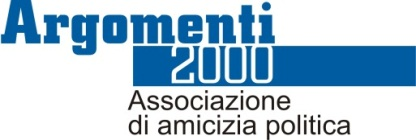 Argomenti
2000
Associazione
di amicizia politica